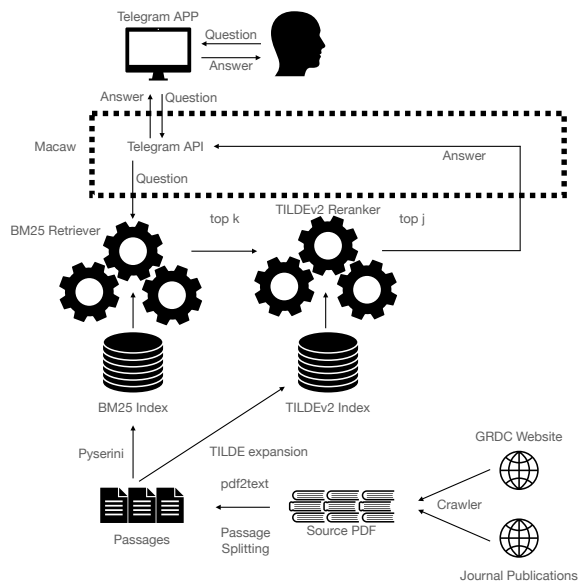 Telegram APP
Question
Answer
Answer
Question
Macaw
Telegram API
Answer
Question
top k
TILDEv2 Reranker
top j
BM25 Retriever
BM25 Index
TILDEv2 Index
GRDC Website
Pyserini
TILDE expansion
pdf2text
Crawler
Passages
Passage
Splitting
Source PDF
Journal Publications